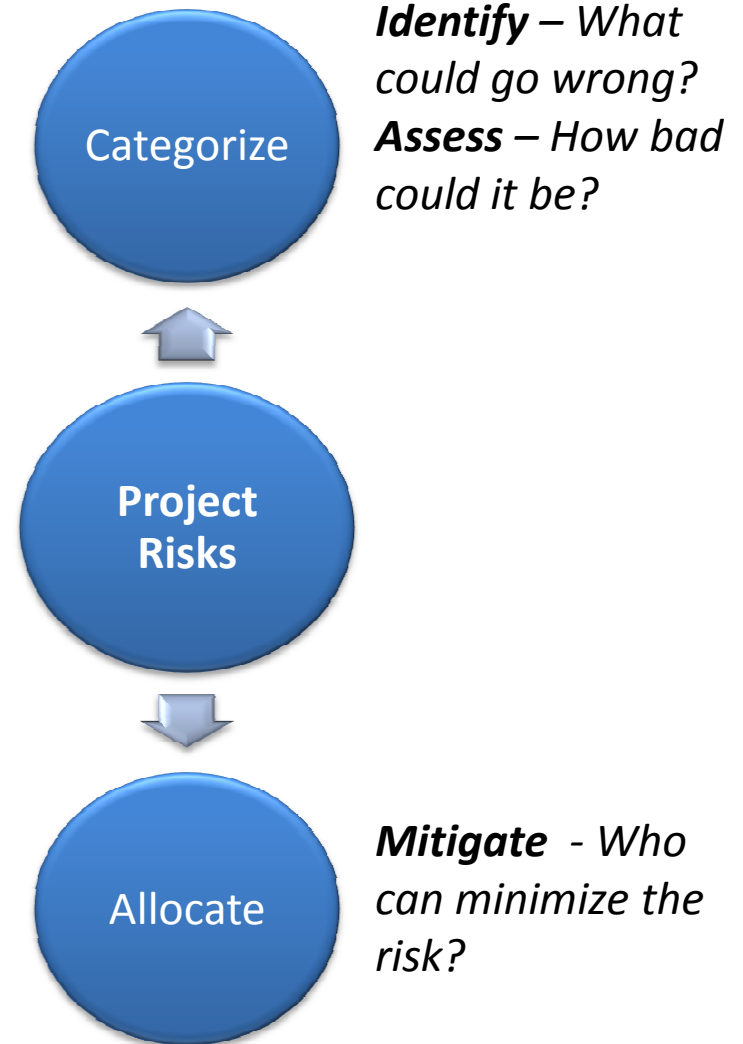 Categorize
Identify – What
could go wrong?
Assess – How bad
could it be?
Project
Risks
Allocate
Mitigate - Who
can minimize the
risk?